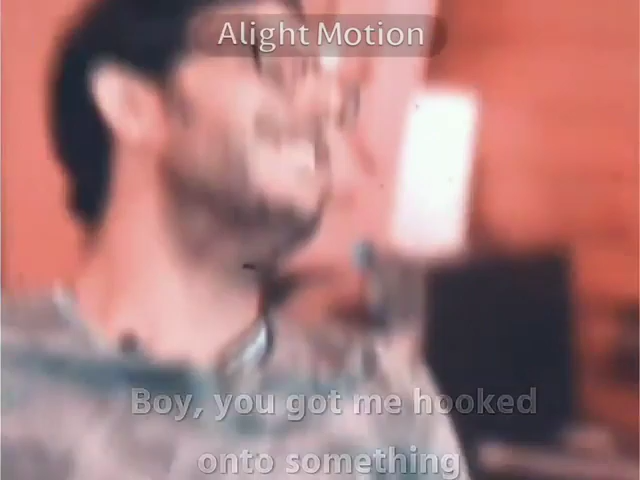 Alight Motion
Boy, you got me hooked
onto something